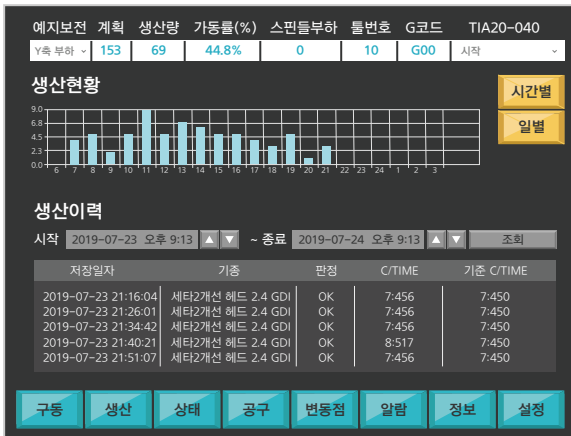 예지보전 계획 생산량 가동률(%) 스핀들부하 툴번호 G코드 TIA20-040
Y축 부하 153 69 44.8% 0 10 G00 시작
생산현황
시간별
일별
9.0
6.8
4.5
2.3
0.0
6 7 8 9 10 11 12 13 14 15 16 17 18 19 20 21 22 23 24 1 2 3
생산이력
시작 2019-07-23 오후 9:13 ▲ ▼ ~ 종료 2019-07-24 오후 9:13 ▲ ▼ 조회
저장일자 기종 판정 C/TIME 기준 C/TIME
2019-07-23 21:16:04 세타2개선 헤드 2.4 GDI OK 7:456 7:450
2019-07-23 21:26:01 세타2개선 헤드 2.4 GDI OK 7:456 7:450
2019-07-23 21:34:42 세타2개선 헤드 2.4 GDI OK 7:456 7:450
2019-07-23 21:40:21 세타2개선 헤드 2.4 GDI OK 8:517 7:450
2019-07-23 21:51:07 세타2개선 헤드 2.4 GDI OK 7:456 7:450
구동 생산 상태 공구 변동점 알람 정보 설정